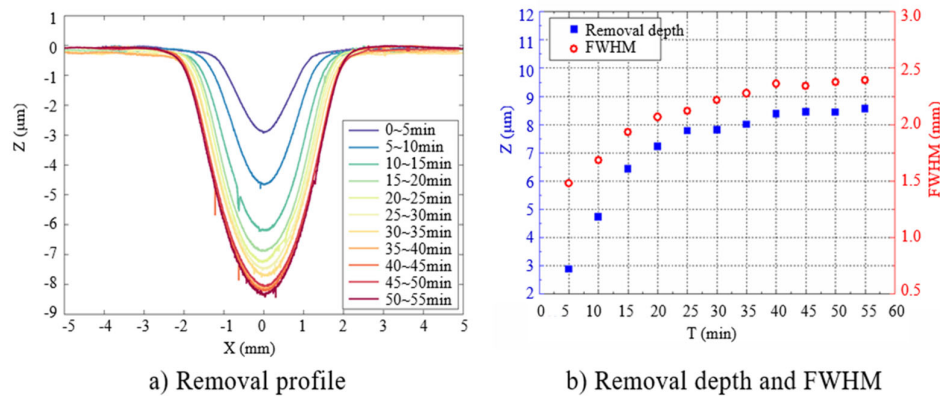 1
0
-1
-2
-3
-4
-5
-6
-7
-8
-9
Z (μm)
-5 -4 -3 -2 -1 0 1 2 3 4 5
X (mm)
0~5min
5~10min
10~15min
15~20min
20~25min
25~30min
30~35min
35~40min
40~45min
45~50min
50~55min
a) Removal profile
12
11
10
9
8
7
6
5
4
3
2
Z (μm)
Removal depth
FWHM
3.0
2.5
2.0
1.5
1.0
0.5
FWHM (mm)
0 5 10 15 20 25 30 35 40 45 50 55 60
T (min)
b) Removal depth and FWHM